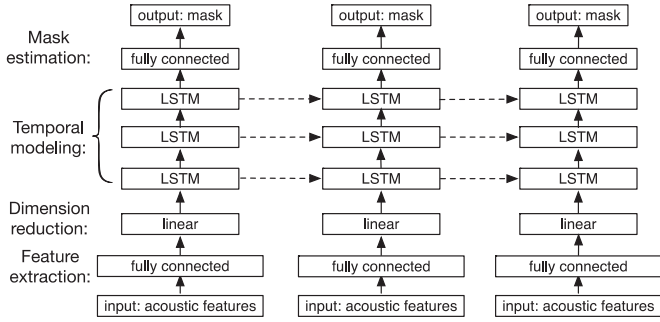 output: mask output: mask output: mask
Mask
estimation: fully connected fully connected fully connected
LSTM LSTM LSTM
Temporal
modeling: LSTM LSTM LSTM
LSTM LSTM LSTM
Dimension
reduction: linear linear linear
Feature
extraction: fully connected fully connected fully connected
input: acoustic features input: acoustic features input: acoustic features